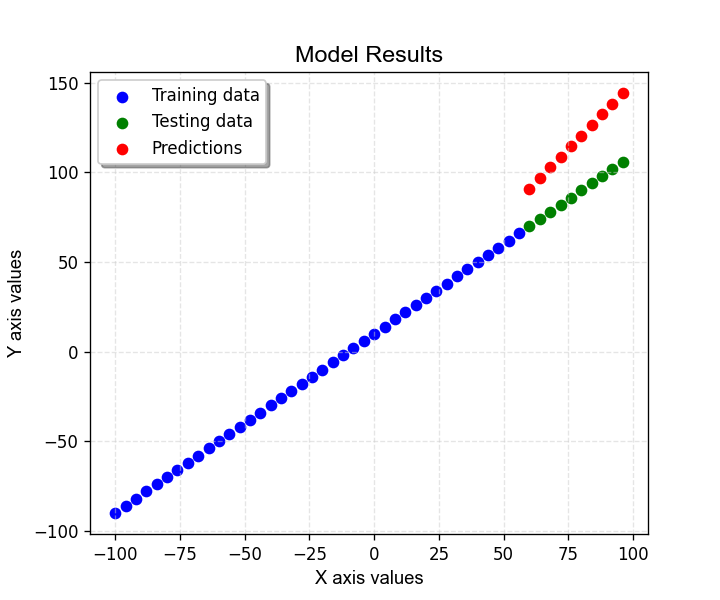 Model Results
Training data
Testing data
Predictions
150
100
50
0
−50
−100
Y axis values
−100 −75 −50 −25 0 25 50 75 100
X axis values